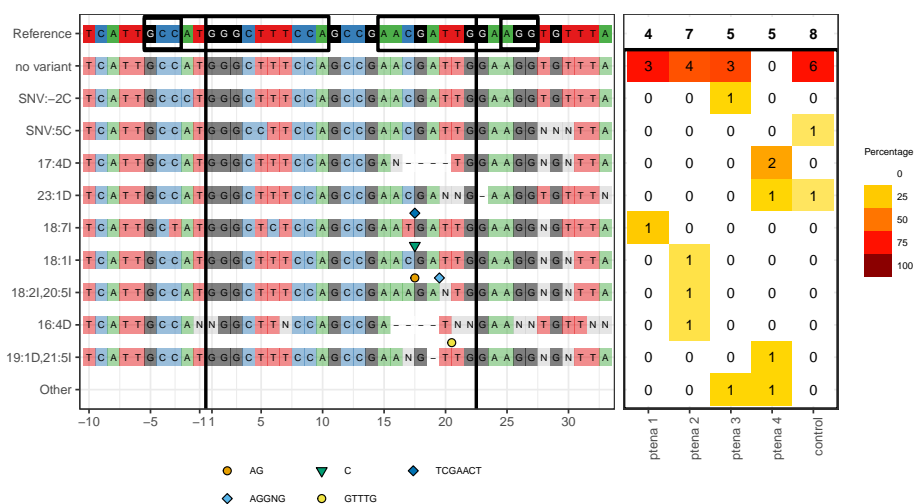 Reference T C A T T G C C A T G G G C T T T C C A G C C G A A C G A T T G G A A G G T G T T T A 4 7 5 5 8
no variant T C A T T G C C A T G G G C T T T C C A G C C G A A C G A T T G G A A G G N G T T T A 3 4 3 0 6
SNV:-2C T C A T T G C C C T G G G C T T T C C A G C C G A A C G A T T G G A A G G T G T T T A 0 0 1 0 0
SNV:5C T C A T T G C C A T G G G C C T T C C A G C C G A A C G A T T G G A A G G N N N T T A 0 0 0 0 1
17:4D T C A T T G C C A T G G G C T T T C C A G C C G A N - - - - T G G A A G G N G N T T A 0 0 0 2 0
23:1D T C A T T G C C A T G G G C T T T C C A G C C G A A C G A N N G - A A G G T G T T T N 0 0 0 1 1
18:7I T C A T T G C T A T G G G C T C T C C A G C C G A A T G A T T G G A A G G N G T T T A 1 0 0 0 0
18:1I T C A T T G C C A T G G G C T T T C C A G C C G A A C G A T T G G A A G G N G N T T A 0 1 0 0 0
18:2I,20:5I T C A T T G C C A T G G G C T T T C C A G C C G A A A G A N T G G A A G G N G N T T A 0 1 0 0 0
16:4D T C A T T G C C A N N G G C T T N C C A G C C G A - - - - T N N G A A N N T G T T N N 0 1 0 0 0
19:1D,21:5I T C A T T G C C A T G G G C T T T C C A G C C G A A N G - T T G G A A G G N G N T T A 0 0 0 1 0
Other 0 0 1 1 0
−10 −5 −1 1 5 10 15 20 25 30
ptena 1 ptena 2 ptena 3 ptena 4 control
AG C TCGAACT
AGGNG GTTTG
Percentage
0
25
50
75
100